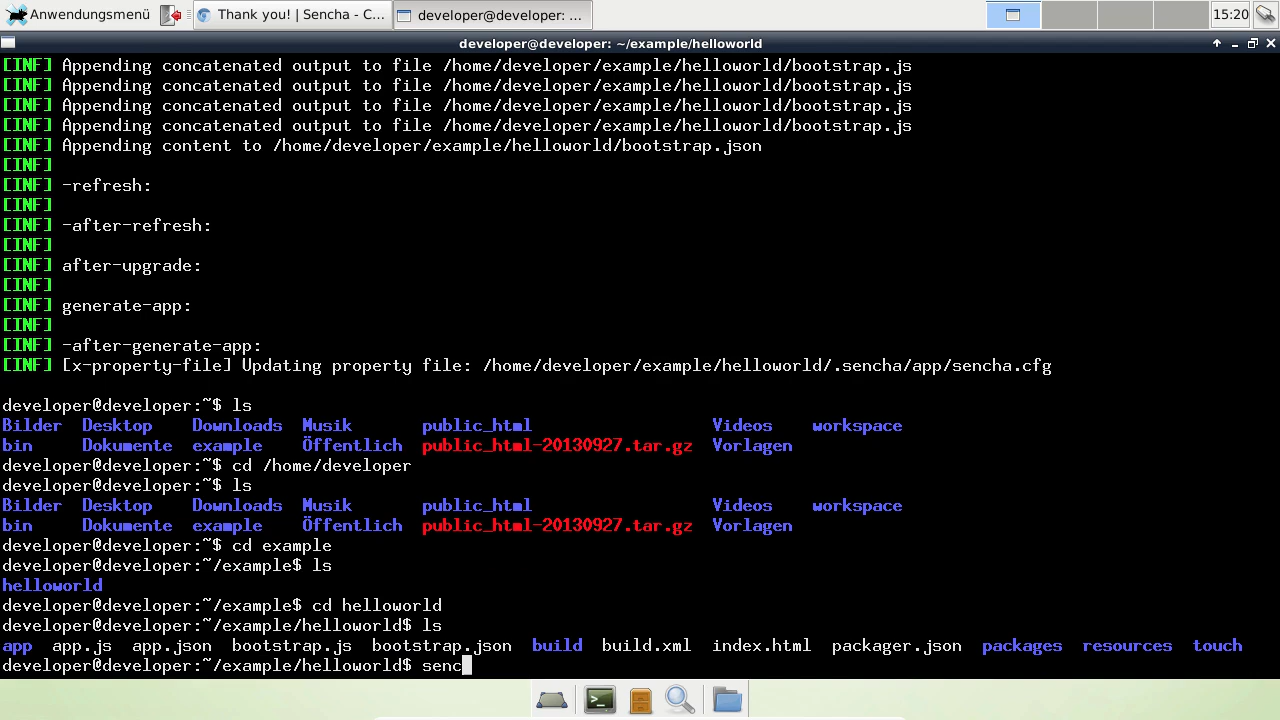 Anwendungsmenü Thank you! | Sencha - C... developer@developer: ... 15:20
developer@developer: ~/example/helloworld
[INF] Appending concatenated output to file /home/developer/example/helloworld/bootstrap.js
[INF] Appending concatenated output to file /home/developer/example/helloworld/bootstrap.js
[INF] Appending concatenated output to file /home/developer/example/helloworld/bootstrap.js
[INF] Appending concatenated output to file /home/developer/example/helloworld/bootstrap.js
[INF] Appending content to /home/developer/example/helloworld/bootstrap.json
[INF]
[INF] -refresh:
[INF]
[INF] -after-refresh:
[INF]
[INF] after-upgrade:
[INF]
[INF] generate-app:
[INF]
[INF] -after-generate-app:
[INF] [x-property-file] Updating property file: /home/developer/example/helloworld/.sencha/app/sencha.cfg
developer@developer:~$ ls
Bilder Desktop Downloads Musik public_html Videos workspace
bin Dokumente example Öffentlich public_html-20130927.tar.gz Vorlagen
developer@developer:~$ cd /home/developer
developer@developer:~$ ls
Bilder Desktop Downloads Musik public_html Videos workspace
bin Dokumente example Öffentlich public_html-20130927.tar.gz Vorlagen
developer@developer:~$ cd example
developer@developer:~/example$ ls
helloworld
developer@developer:~/example$ cd helloworld
developer@developer:~/example/helloworld$ ls
app app.js app.json bootstrap.js bootstrap.json build build.xml index.html packager.json packages resources touch
developer@developer:~/example/helloworld$ senc